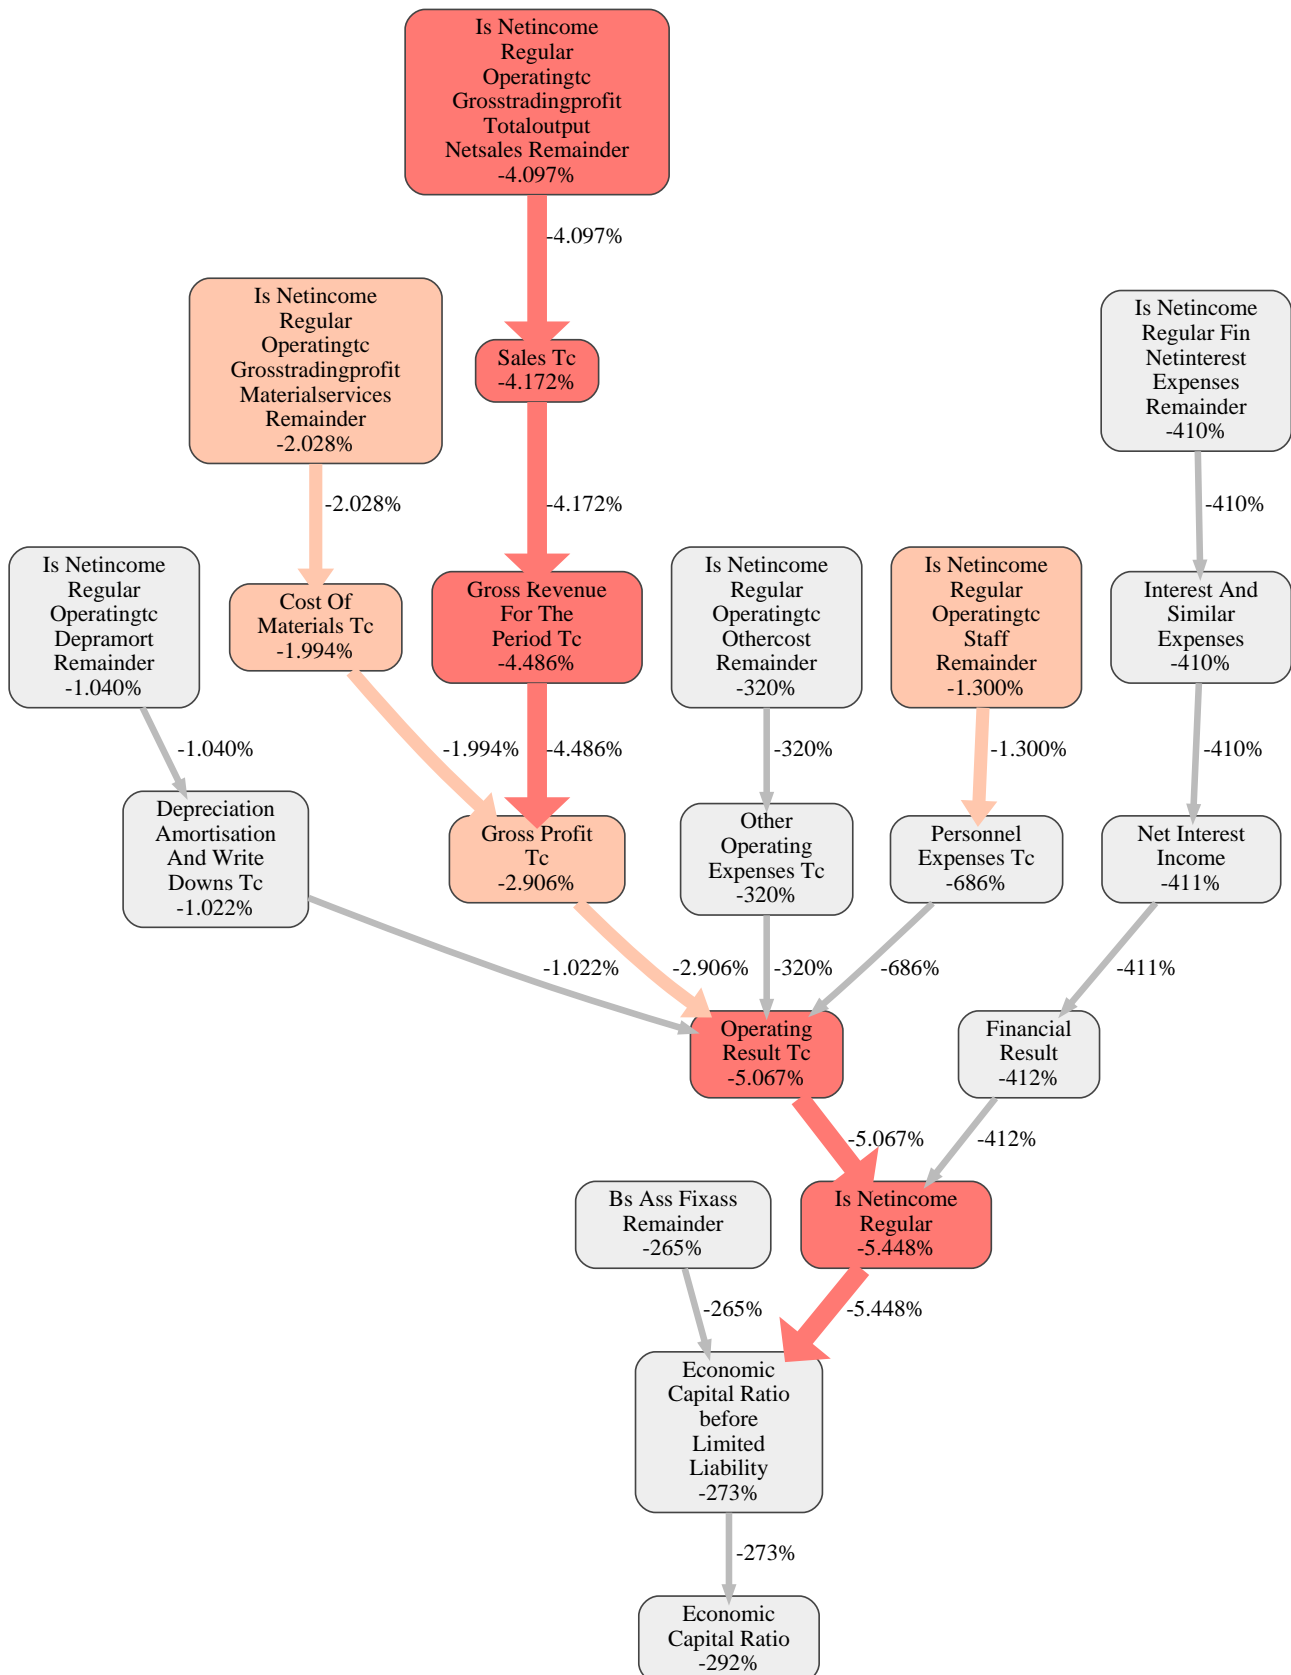 Is Netincome
Regular
Operatingtc
Grosstradingprofit
Totaloutput
Netsales Remainder
-4.097%
-4.097%
Is Netincome
Regular
Operatingtc
Grosstradingprofit
Materialservices
Remainder
-2.028%
Sales Tc
-4.172%
Is Netincome
Regular Fin
Netinterest
Expenses
Remainder
-410%
-2.028%
-4.172%
-410%
Is Netincome
Regular
Operatingtc
Depramort
Remainder
-1.040%
Cost Of
Materials Tc
-1.994%
Gross Revenue
For The
Period Tc
-4.486%
Is Netincome
Regular
Operatingtc
Othercost
Remainder
-320%
Is Netincome
Regular
Operatingtc
Staff
Remainder
-1.300%
Interest And
Similar
Expenses
-410%
-1.040%
-1.994%
-4.486%
-320%
-1.300%
-410%
Depreciation
Amortisation
And Write
Downs Tc
-1.022%
Gross Profit
Tc
-2.906%
Other
Operating
Expenses Tc
-320%
Personnel
Expenses Tc
-686%
Net Interest
Income
-411%
-1.022%
-2.906%
-320%
-686%
-411%
Operating
Result Tc
-5.067%
Financial
Result
-412%
-5.067%
-412%
Bs Ass Fixass
Remainder
-265%
Is Netincome
Regular
-5.448%
-265%
-5.448%
Economic
Capital Ratio
before
Limited
Liability
-273%
-273%
Economic
Capital Ratio
-292%